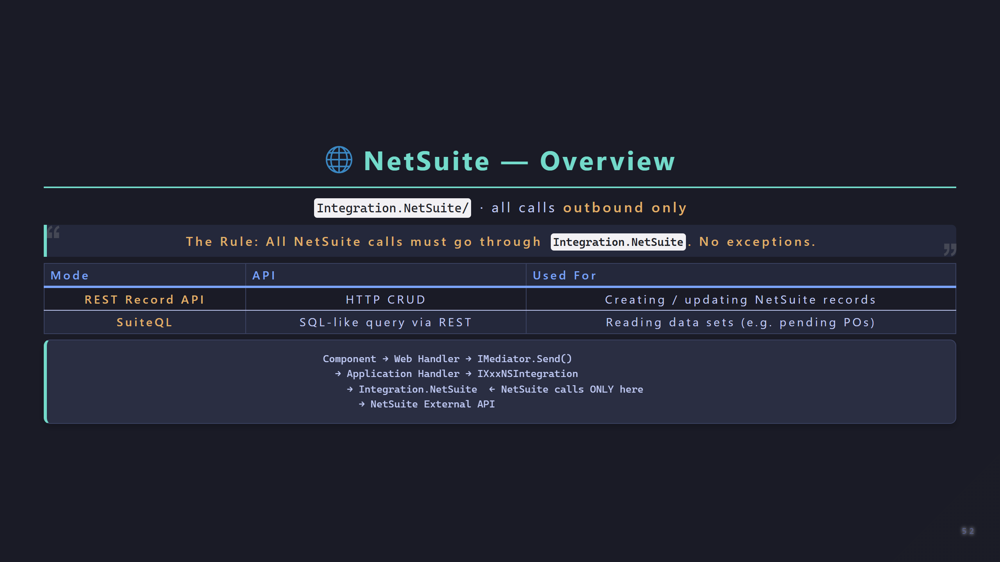 NetSuite — Overview
Integration.NetSuite/ · all calls outbound only
“
The Rule: All NetSuite calls must go through Integration.NetSuite. No exceptions.
”
Mode API Used For
REST Record API HTTP CRUD Creating / updating NetSuite records
SuiteQL SQL-like query via REST Reading data sets (e.g. pending POs)
Component → Web Handler → IMediator.Send()
→ Application Handler → IXxxNSIntegration
→ Integration.NetSuite ← NetSuite calls ONLY here
→ NetSuite External API
52